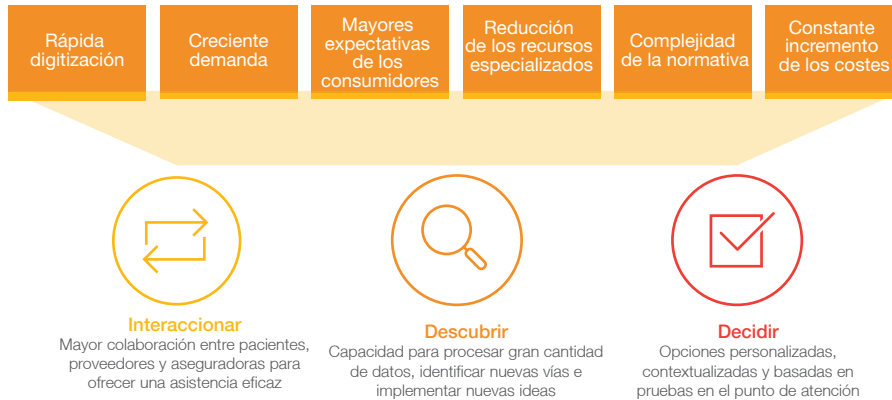 Rápida
digitización
Creciente
demanda
Mayores
expectativas
de los
consumidores
Reducción
de los recursos
especializados
Complejidad
de la normativa
Constante
incremento
de los costes
Interaccionar
Mayor colaboración entre pacientes,
proveedores y aseguradoras para
ofrecer una asistencia eficaz
Descubrir
Capacidad para procesar gran cantidad
de datos, identificar nuevas vías e
implementar nuevas ideas
Decidir
Opciones personalizadas,
contextualizadas y basadas en
pruebas en el punto de atención